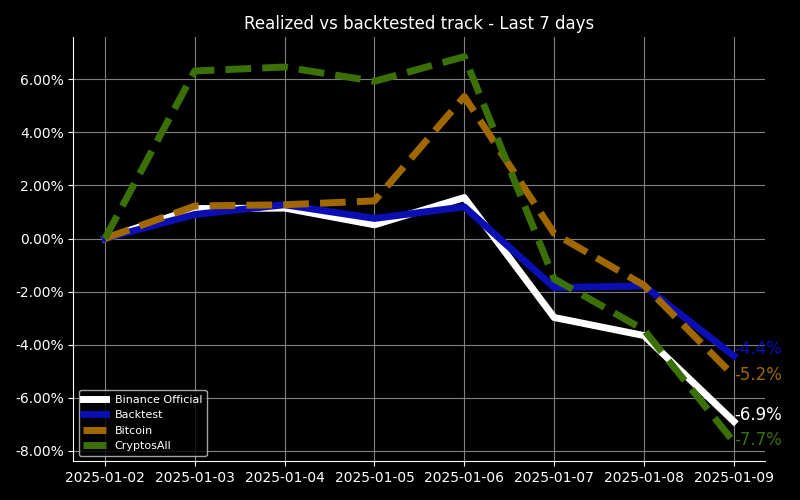 Realized vs backtested track - Last 7 days
6.00%
4.00%
2.00%
0.00%
-2.00%
-4.00%
-6.00%
-8.00%
-4.4%
-5.2%
-6.9%
-7.7%
Binance Official
Backtest
Bitcoin
CryptosAll
2025-01-02 2025-01-03 2025-01-04 2025-01-05 2025-01-06 2025-01-07 2025-01-08 2025-01-09